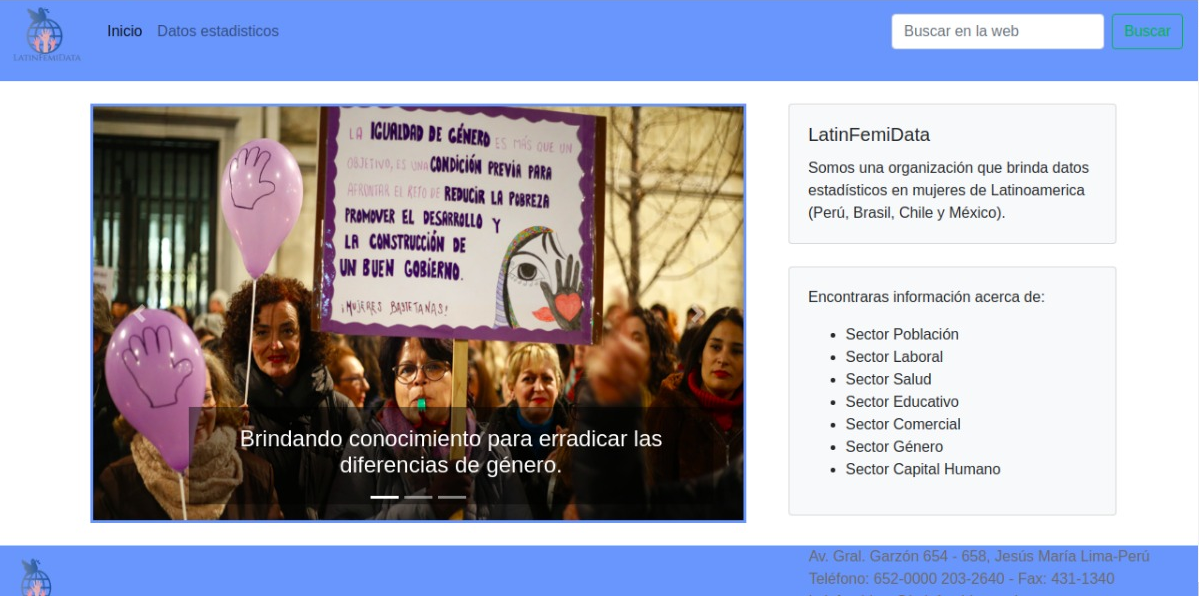 LATINFEMIDATA
Inicio Datos estadisticos
Buscar en la web
Buscar
LA IGUALDAD DE GÉNERO ES MÁS QUE UN
OBJETIVO, ES UNA CONDICIÓN PREVIA PARA
AFRONTAR EL RETO DE REDUCIR LA POBREZA
PROMOVER EL DESARROLLO Y
LA CONSTRUCCIÓN DE
UN BUEN GOBIERNO.
¡MUJERES BASTETANAS!
Brindando conocimiento para erradicar las
diferencias de género.
LatinFemiData
Somos una organización que brinda datos
estadísticos en mujeres de Latinoamerica
(Perú, Brasil, Chile y México).
Encontraras información acerca de:
Sector Población
Sector Laboral
Sector Salud
Sector Educativo
Sector Comercial
Sector Género
Sector Capital Humano
Av. Gral. Garzón 654 - 658, Jesús María Lima-Perú
Teléfono: 652-0000 203-2640 - Fax: 431-1340